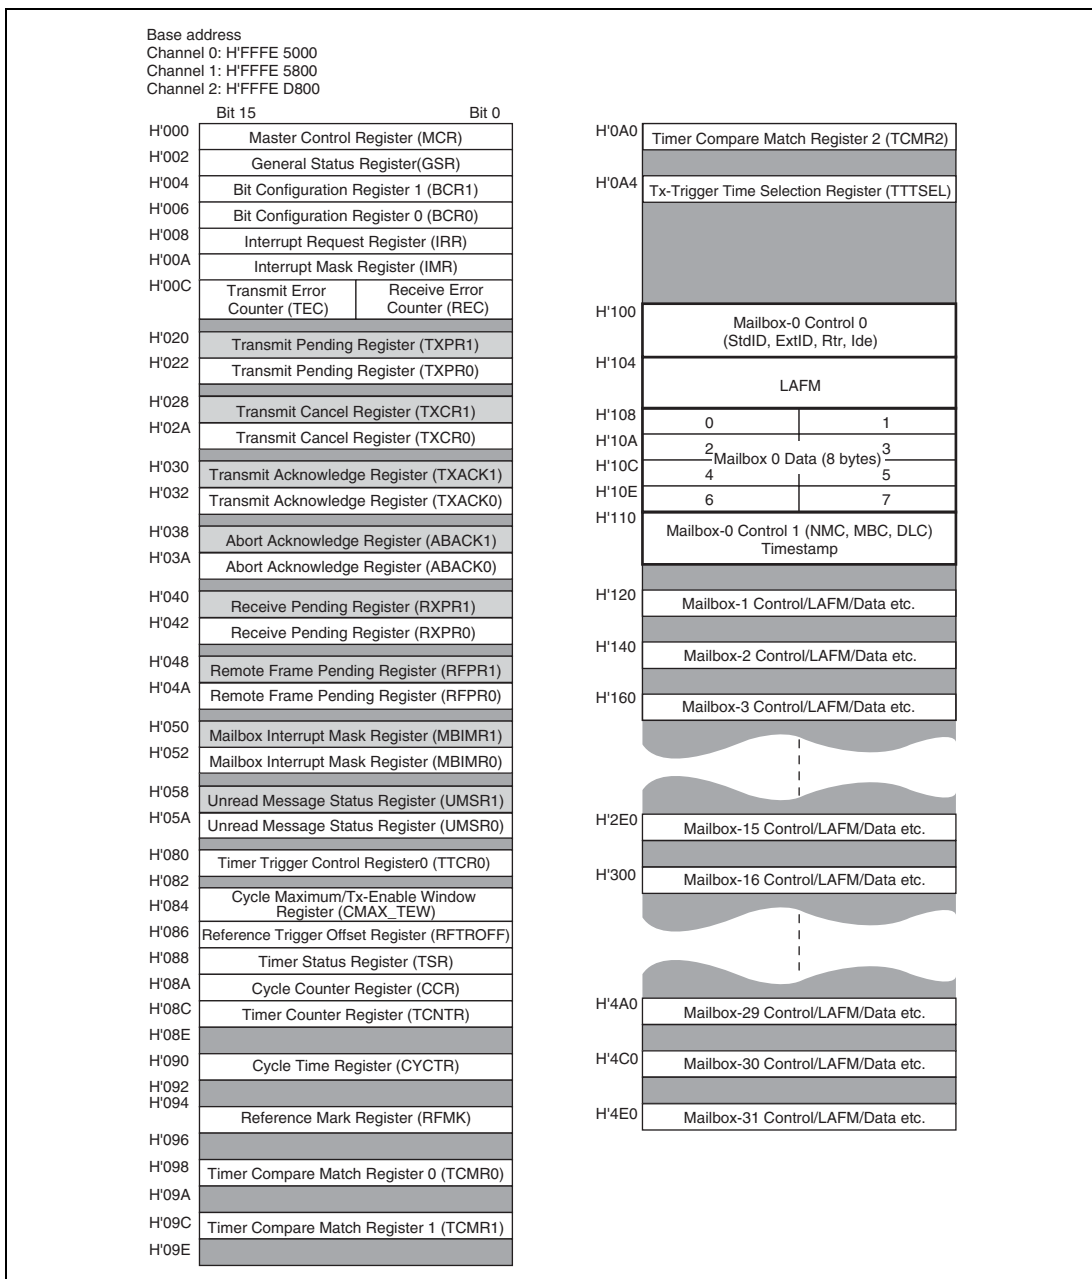 Base address
Channel 0: H'FFFE 5000
Channel 1: H'FFFE 5800
Channel 2: H'FFFE D800
Bit 15 Bit 0
H'000 Master Control Register (MCR)
H'002 General Status Register(GSR)
H'004 Bit Configuration Register 1 (BCR1)
H'006 Bit Configuration Register 0 (BCR0)
H'008 Interrupt Request Register (IRR)
H'00A Interrupt Mask Register (IMR)
H'00C Transmit Error Receive Error
Counter (TEC) Counter (REC)
H'020 Transmit Pending Register (TXPR1)
H'022 Transmit Pending Register (TXPR0)
H'028 Transmit Cancel Register (TXCR1)
H'02A Transmit Cancel Register (TXCR0)
H'030 Transmit Acknowledge Register (TXACK1)
H'032 Transmit Acknowledge Register (TXACK0)
H'038 Abort Acknowledge Register (ABACK1)
H'03A Abort Acknowledge Register (ABACK0)
H'040 Receive Pending Register (RXPR1)
H'042 Receive Pending Register (RXPR0)
H'048 Remote Frame Pending Register (RFPR1)
H'04A Remote Frame Pending Register (RFPR0)
H'050 Mailbox Interrupt Mask Register (MBIMR1)
H'052 Mailbox Interrupt Mask Register (MBIMR0)
H'058 Unread Message Status Register (UMSR1)
H'05A Unread Message Status Register (UMSR0)
H'080 Timer Trigger Control Register0 (TTCR0)
H'082
H'084 Cycle Maximum/Tx-Enable Window
Register (CMAX_TEW)
H'086 Reference Trigger Offset Register (RFTROFF)
H'088 Timer Status Register (TSR)
H'08A Cycle Counter Register (CCR)
H'08C Timer Counter Register (TCNTR)
H'08E
H'090 Cycle Time Register (CYCTR)
H'092
H'094
Reference Mark Register (RFMK)
H'096
H'098 Timer Compare Match Register 0 (TCMR0)
H'09A
H'09C Timer Compare Match Register 1 (TCMR1)
H'09E
H'0A0 Timer Compare Match Register 2 (TCMR2)
H'0A4 Tx-Trigger Time Selection Register (TTTSEL)
H'100 Mailbox-0 Control 0
(StdID, ExtID, Rtr, Ide)
H'104 LAFM
H'108 0 1
H'10A 2 3
Mailbox 0 Data (8 bytes)
H'10C 4 5
H'10E 6 7
H'110 Mailbox-0 Control 1 (NMC, MBC, DLC)
Timestamp
H'120 Mailbox-1 Control/LAFM/Data etc.
H'140 Mailbox-2 Control/LAFM/Data etc.
H'160 Mailbox-3 Control/LAFM/Data etc.
H'2E0 Mailbox-15 Control/LAFM/Data etc.
H'300 Mailbox-16 Control/LAFM/Data etc.
H'4A0 Mailbox-29 Control/LAFM/Data etc.
H'4C0 Mailbox-30 Control/LAFM/Data etc.
H'4E0 Mailbox-31 Control/LAFM/Data etc.